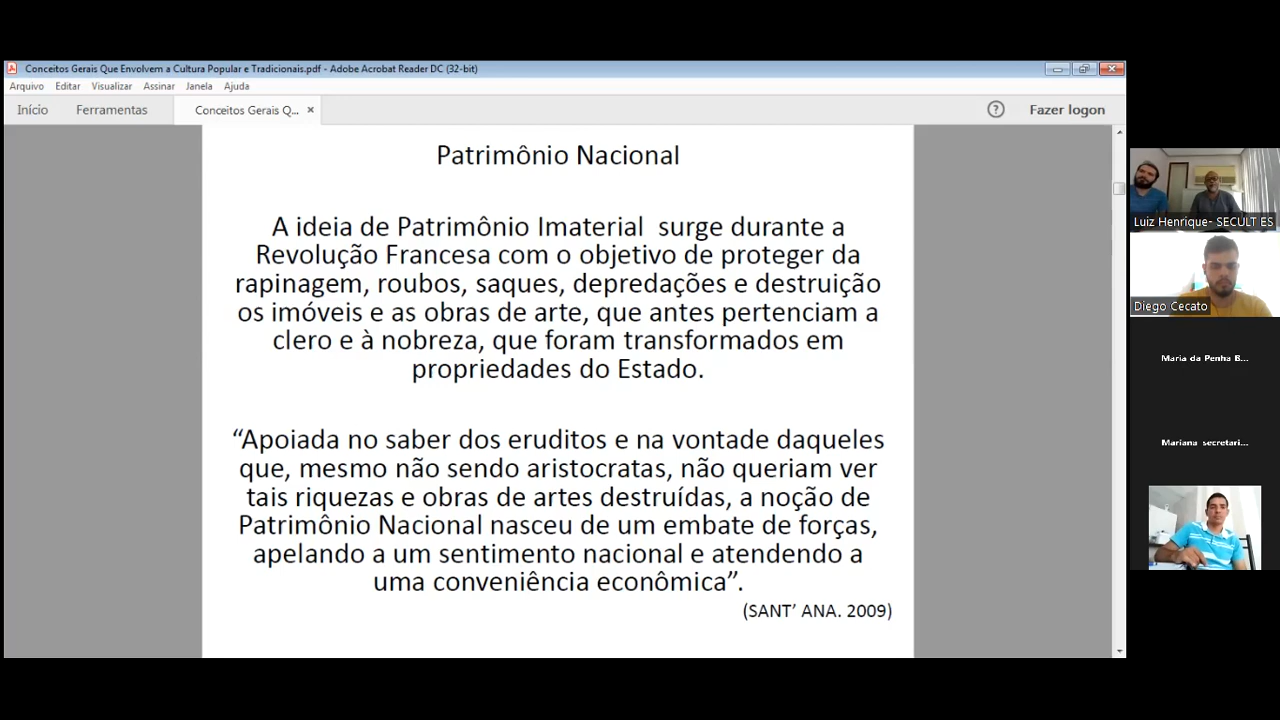 Conceitos Gerais Que Envolvem a Cultura Popular e Tradicionais.pdf - Adobe Acrobat Reader DC (32-bit)
Arquivo Editar Visualizar Assinar Janela Ajuda
Início Ferramentas Conceitos Gerais Q... × ? Fazer logon
Patrimônio Nacional
A ideia de Patrimônio Imaterial surge durante a
Revolução Francesa com o objetivo de proteger da
rapinagem, roubos, saques, depredações e destruição
os imóveis e as obras de arte, que antes pertenciam a
clero e à nobreza, que foram transformados em
propriedades do Estado.
“Apoiada no saber dos eruditos e na vontade daqueles
que, mesmo não sendo aristocratas, não queriam ver
tais riquezas e obras de artes destruídas, a noção de
Patrimônio Nacional nasceu de um embate de forças,
apelando a um sentimento nacional e atendendo a
uma conveniência econômica”.
(SANT’ ANA. 2009)
Luiz Henrique- SECULT ES
Diego Cecato
Maria da Penha B...
Mariana secretari...